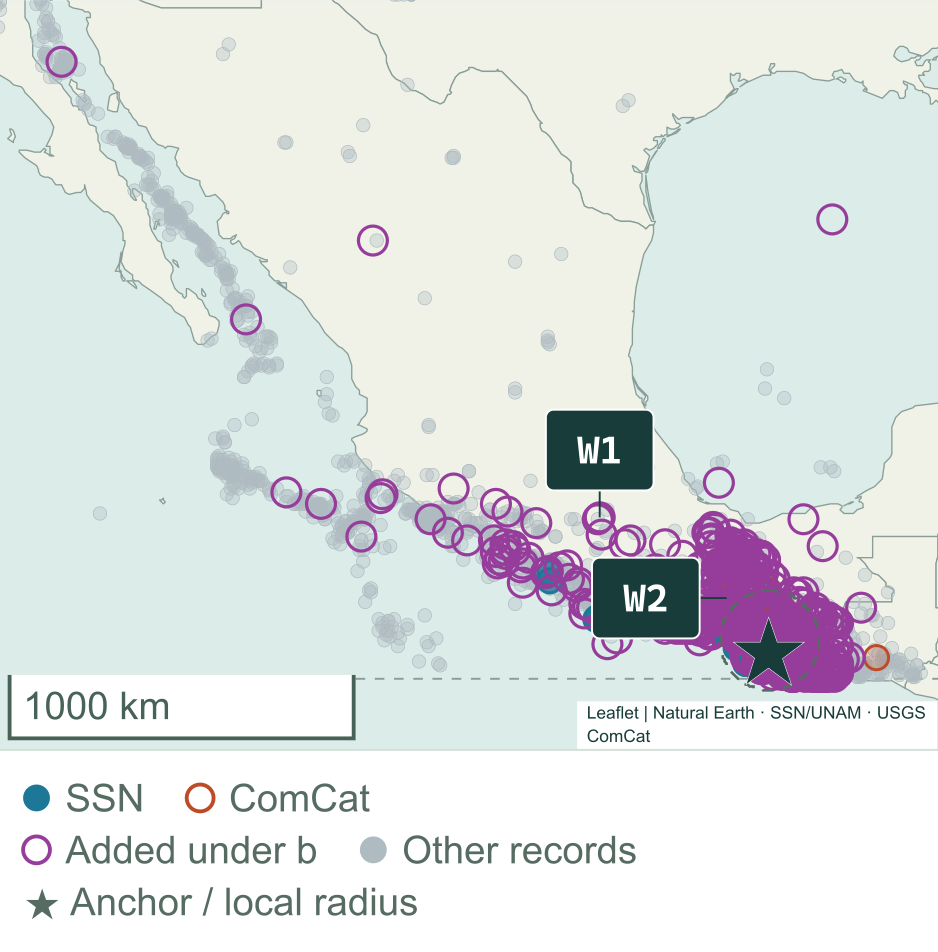 W1
W2
1000 km
Leaflet | Natural Earth · SSN/UNAM · USGS
ComCat
SSN ComCat
Added under b Other records
Anchor / local radius